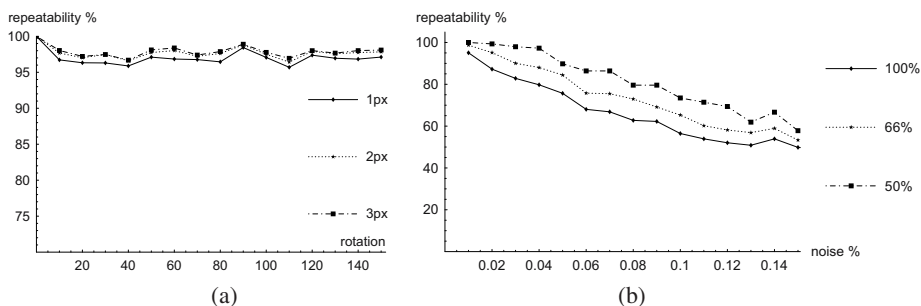 repeatability %
100
95
90
85
80
75
1px
2px
3px
rotation
20 40 60 80 100 120 140
(a)
repeatability %
100
80
60
40
20
100%
66%
50%
noise %
0.02 0.04 0.06 0.08 0.1 0.12 0.14
(b)